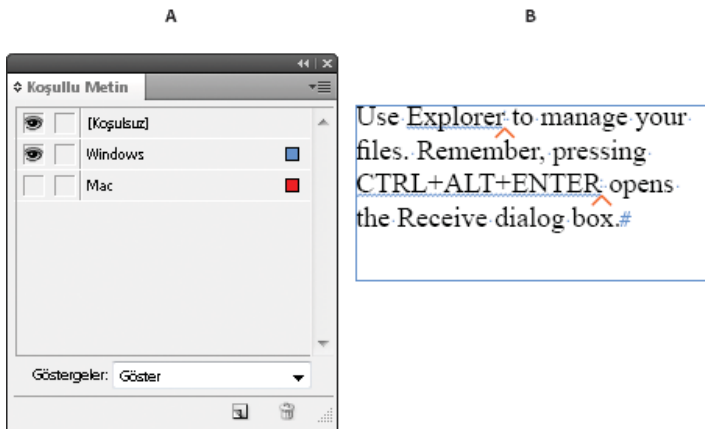 A
B
Koşullu Metin
[Koşulsuz]
Windows
Mac
Göstergeler: Göster
Use Explorer to manage your
files. Remember, pressing
CTRL+ALT+ENTER opens
the Receive dialog box.#